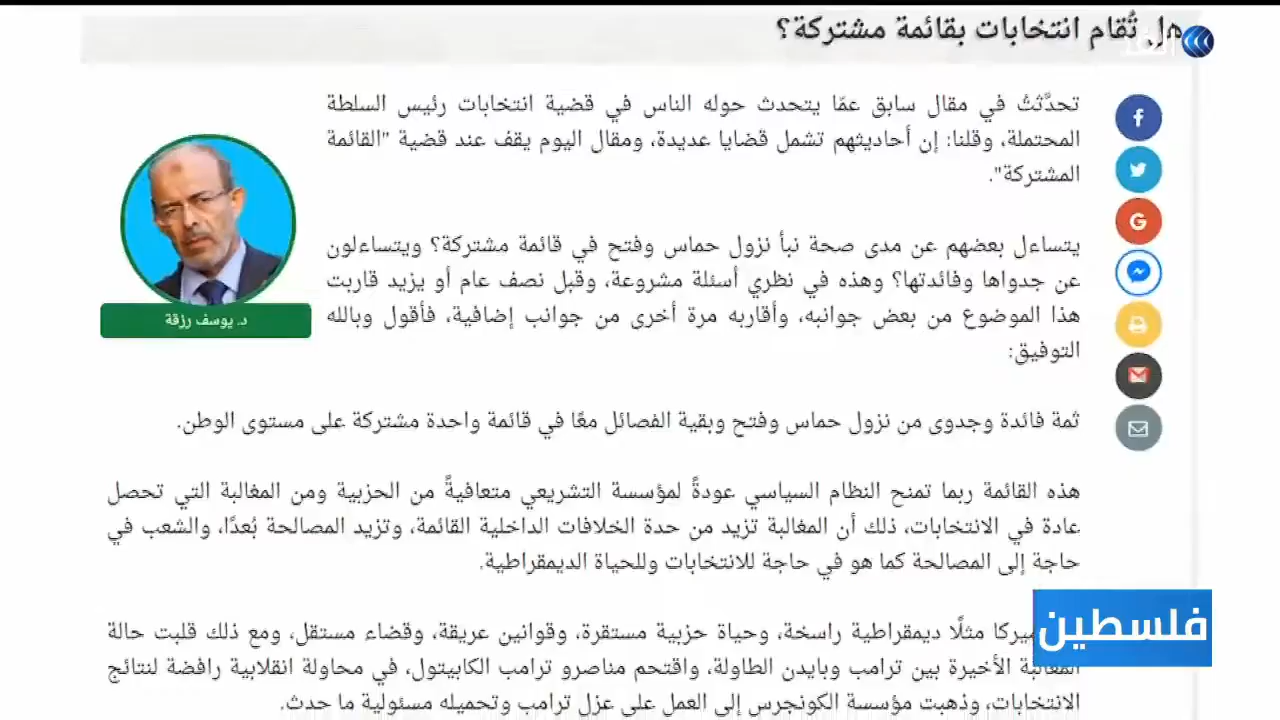 هل تُقام انتخابات بقائمة مشتركة؟
تحدَّثتُ في مقال سابق عمّا يتحدث حوله الناس في قضية انتخابات رئيس السلطة
المحتملة، وقلنا: إن أحاديثهم تشمل قضايا عديدة، ومقال اليوم يقف عند قضية "القائمة
المشتركة".
د. يوسف رزقة
يتساءل بعضهم عن مدى صحة نبأ نزول حماس وفتح في قائمة مشتركة؟ ويتساءلون
عن جدواها وفائدتها؟ وهذه في نظري أسئلة مشروعة، وقبل نصف عام أو يزيد قاربت
هذا الموضوع من بعض جوانبه، وأقاربه مرة أخرى من جوانب إضافية، فأقول وبالله
التوفيق:
ثمة فائدة وجدوى من نزول حماس وفتح وبقية الفصائل معًا في قائمة واحدة مشتركة على مستوى الوطن.
هذه القائمة ربما تمنح النظام السياسي عودةً لمؤسسة التشريعي متعافيةً من الحزبية ومن المغالبة التي تحصل
عادة في الانتخابات، ذلك أن المغالبة تزيد من حدة الخلافات الداخلية القائمة، وتزيد المصالحة بُعدًا، والشعب في
حاجة إلى المصالحة كما هو في حاجة للانتخابات وللحياة الديمقراطية.
ميركا مثلًا ديمقراطية راسخة، وحياة حزبية مستقرة، وقوانين عريقة، وقضاء مستقل، ومع ذلك قلبت حالة
المغالبة الأخيرة بين ترامب وبايدن الطاولة، واقتحم مناصرو ترامب الكابيتول، في محاولة انقلابية رافضة لنتائج
الانتخابات، وذهبت مؤسسة الكونجرس إلى العمل على عزل ترامب وتحميله مسئولية ما حدث.
فلسطين